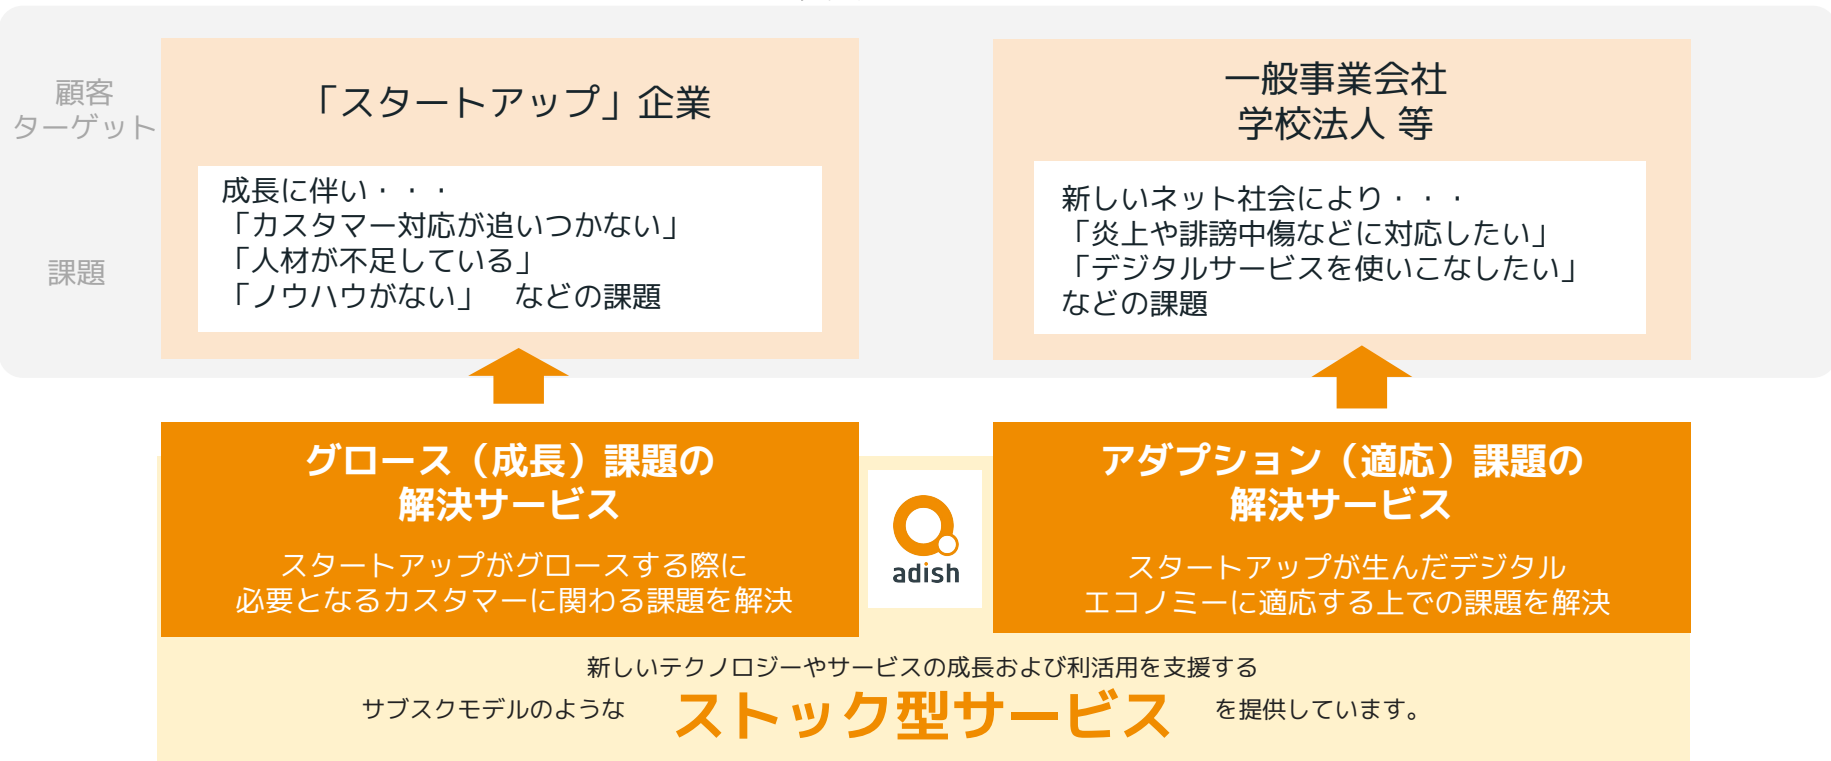 顧客
ターゲット
「スタートアップ」企業
一般事業会社
学校法人 等
課題
成長に伴い・・・
「カスタマー対応が追いつかない」
「人材が不足している」
「ノウハウがない」　などの課題
新しいネット社会により・・・
「炎上や誹謗中傷などに対応したい」
「デジタルサービスを使いこなしたい」
などの課題
グロース（成長）課題の
解決サービス
スタートアップがグロースする際に
必要となるカスタマーに関わる課題を解決
adish
アダプション（適応）課題の
解決サービス
スタートアップが生んだデジタル
エコノミーに適応する上での課題を解決
新しいテクノロジーやサービスの成長および利活用を支援する
サブスクモデルのような ストック型サービス を提供しています。